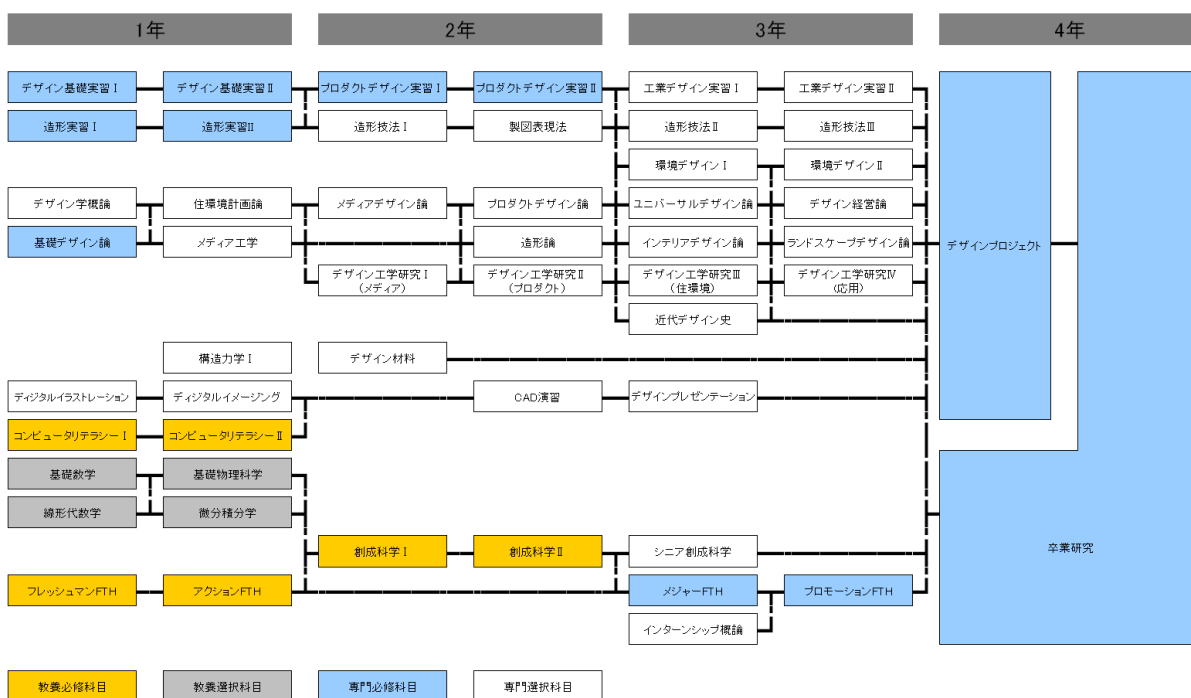 1年 2年 3年 4年
デザイン基礎実習Ⅰ デザイン基礎実習Ⅱ プロダクトデザイン実習Ⅰ プロダクトデザイン実習Ⅱ 工業デザイン実習Ⅰ 工業デザイン実習Ⅱ
造形実習Ⅰ 造形実習Ⅱ 造形技法Ⅰ 製図表現法 造形技法Ⅱ 造形技法Ⅲ
環境デザインⅠ 環境デザインⅡ
デザイン学概論 住環境計画論 メディアデザイン論 プロダクトデザイン論 ユニバーサルデザイン論 デザイン経営論
基礎デザイン論 メディア工学 造形論 インテリアデザイン論 ランドスケープデザイン論 デザインプロジェクト
デザイン工学研究Ⅰ デザイン工学研究Ⅱ デザイン工学研究Ⅲ デザイン工学研究Ⅳ
(メディア) (プロダクト) (住環境) (応用)
近代デザイン史
構造力学Ⅰ デザイン材料
ディジタルイラストレーション ディジタルイメージング CAD演習 デザインプレゼンテーション
コンピュータリテラシーⅠ コンピュータリテラシーⅡ
基礎数学 基礎物理科学
線形代数学 微分積分学
創成科学Ⅰ 創成科学Ⅱ シニア創成科学 卒業研究
フレッシュマンFTH アクションFTH メジャーFTH プロモーションFTH
インターンシップ概論
教養必修科目 教養選択科目 専門必修科目 専門選択科目